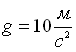 g = 10 м/с²